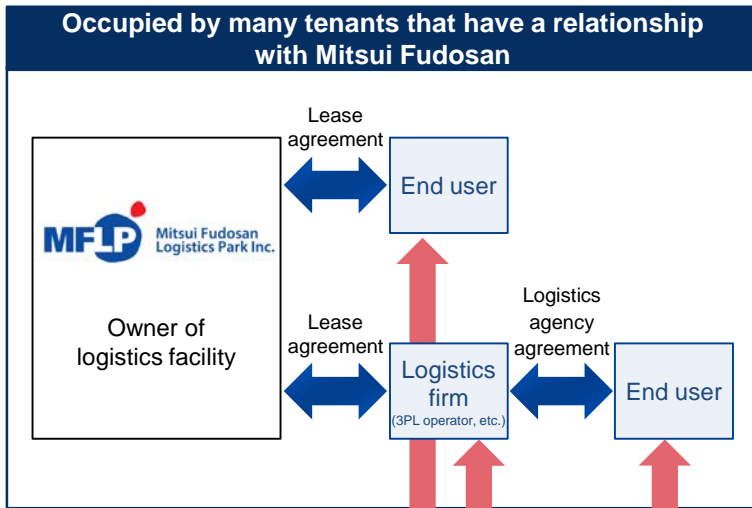 Occupied by many tenants that have a relationship
with Mitsui Fudosan
Lease
agreement
End user
MFLP
Mitsui Fudosan
Logistics Park Inc.
Owner of
logistics facility
Lease
agreement
Logistics
firm
(3PL operator, etc.)
Logistics
agency
agreement
End user